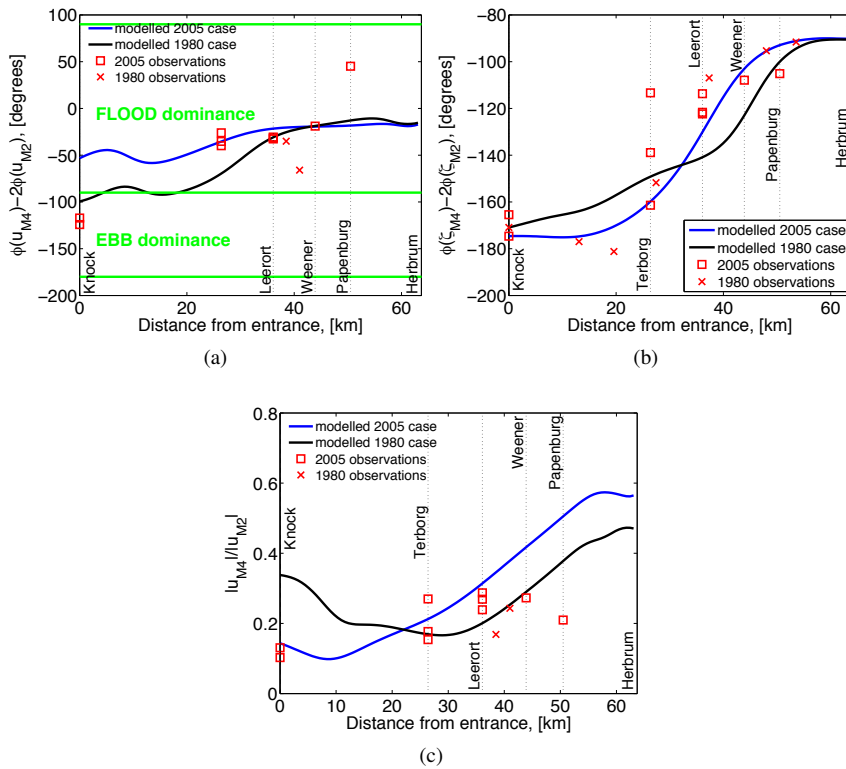 modelled 2005 case
modelled 1980 case
2005 observations
1980 observations
FLOOD dominance
EBB dominance
Knock
Leerort
Weener
Papenburg
Herbrum
100
50
0
−50
−100
−150
−200
0
20
40
60
ϕ(u_M4)−2ϕ(u_M2), [degrees]
Distance from entrance, [km]
(a)
−80
−100
−120
−140
−160
−180
−200
0
20
40
60
ϕ(ζ_M4)−2ϕ(ζ_M2), [degrees]
Leerort
Weener
Knock
Terborg
Papenburg
Herbrum
modelled 2005 case
modelled 1980 case
2005 observations
1980 observations
Distance from entrance, [km]
(b)
0.8
0.6
0.4
0.2
0
0
10
20
30
40
50
60
|u_M4|/|u_M2|
modelled 2005 case
modelled 1980 case
2005 observations
1980 observations
Knock
Terborg
Leerort
Weener
Papenburg
Herbrum
Distance from entrance, [km]
(c)